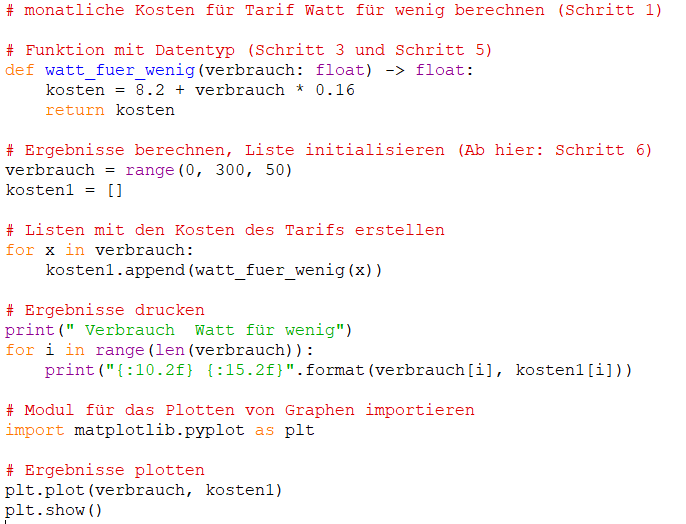 # monatliche Kosten für Tarif Watt für wenig berechnen (Schritt 1)

# Funktion mit Datentyp (Schritt 3 und Schritt 5)
def watt_fuer_wenig(verbrauch: float) -> float:
    kosten = 8.2 + verbrauch * 0.16
    return kosten

# Ergebnisse berechnen, Liste initialisieren (Ab hier: Schritt 6)
verbrauch = range(0, 300, 50)
kosten1 = []

# Listen mit den Kosten des Tarifs erstellen
for x in verbrauch:
    kosten1.append(watt_fuer_wenig(x))

# Ergebnisse drucken
print(" Verbrauch  Watt für wenig")
for i in range(len(verbrauch)):
    print("{:10.2f} {:15.2f}".format(verbrauch[i], kosten1[i]))

# Modul für das Plotten von Graphen importieren
import matplotlib.pyplot as plt

# Ergebnisse plotten
plt.plot(verbrauch, kosten1)
plt.show()